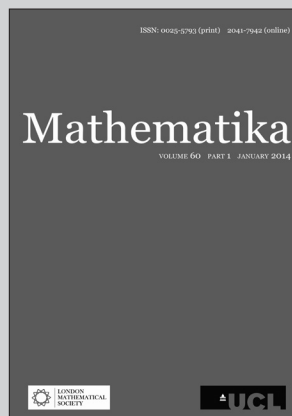 ISSN: 0025-5793 (print) 2041-7942 (online)
Mathematika
VOLUME 60 PART 1 JANUARY 2014
LONDON
MATHEMATICAL
SOCIETY
UCL